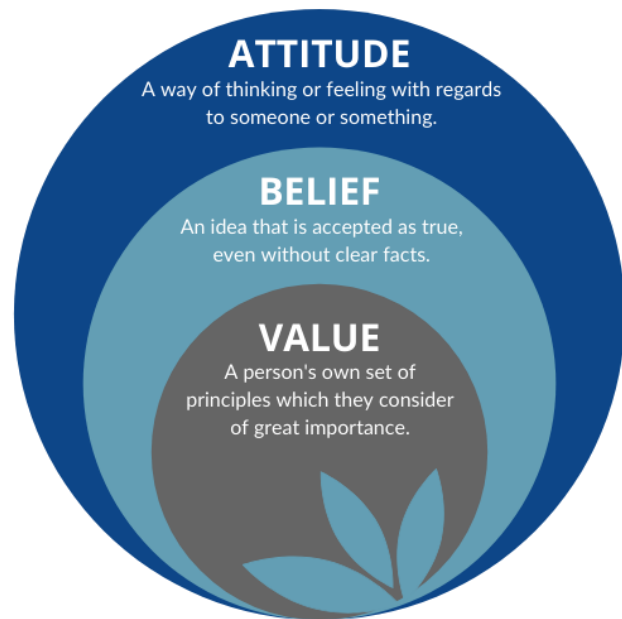 ATTITUDE
A way of thinking or feeling with regards
to someone or something.
BELIEF
An idea that is accepted as true,
even without clear facts.
VALUE
A person's own set of
principles which they consider
of great importance.